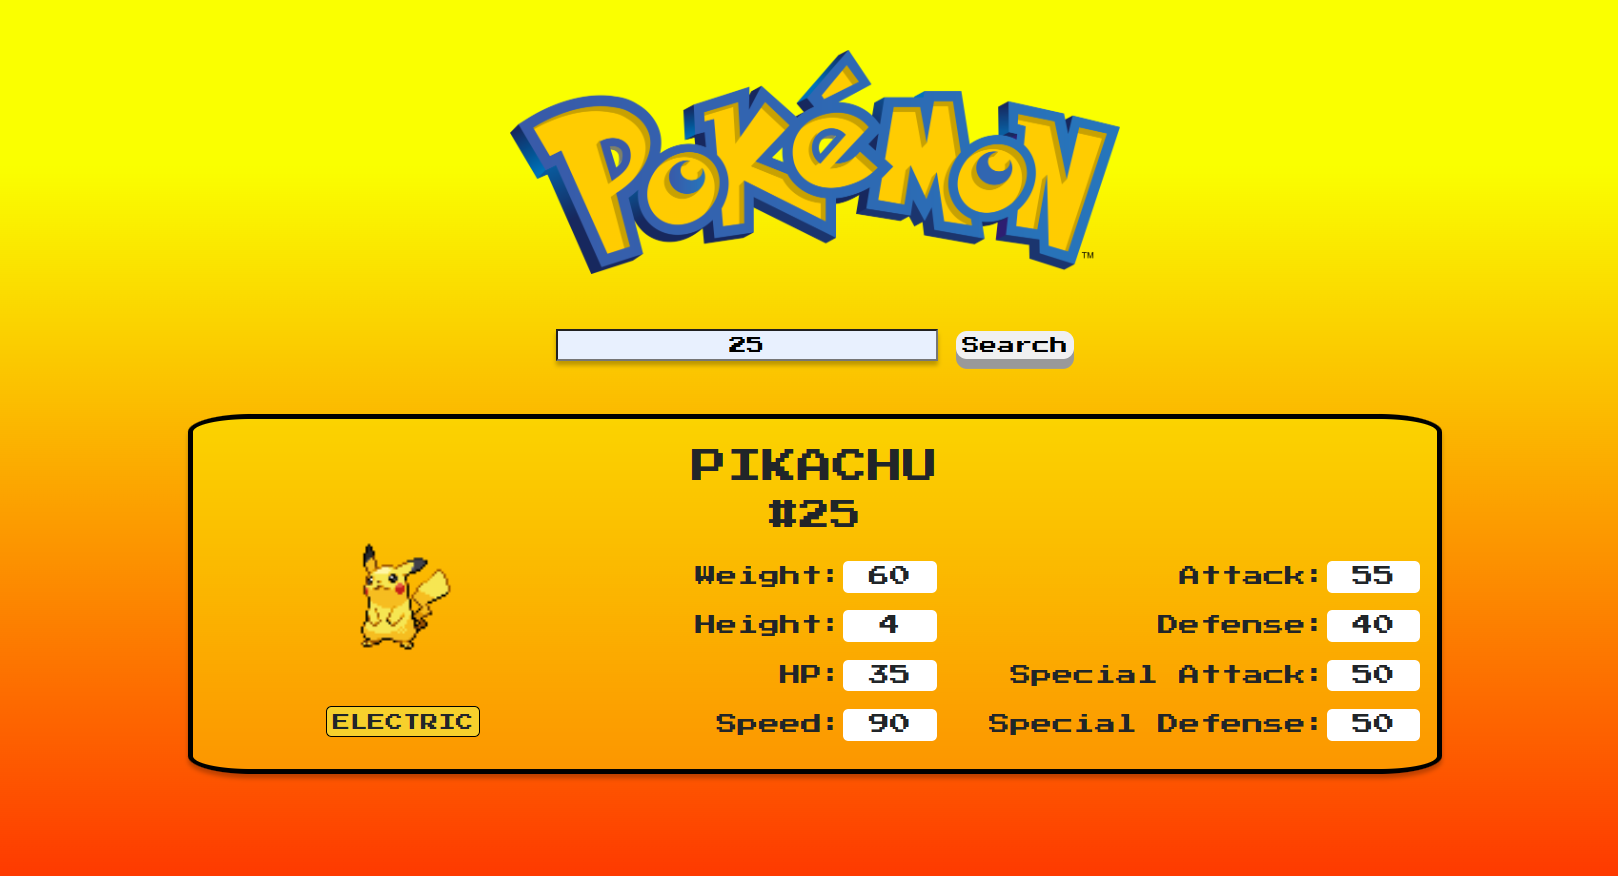 Pokémon
TM
25 Search
PIKACHU
#25
Weight: 60 Attack: 55
Height: 4 Defense: 40
HP: 35 Special Attack: 50
ELECTRIC Speed: 90 Special Defense: 50